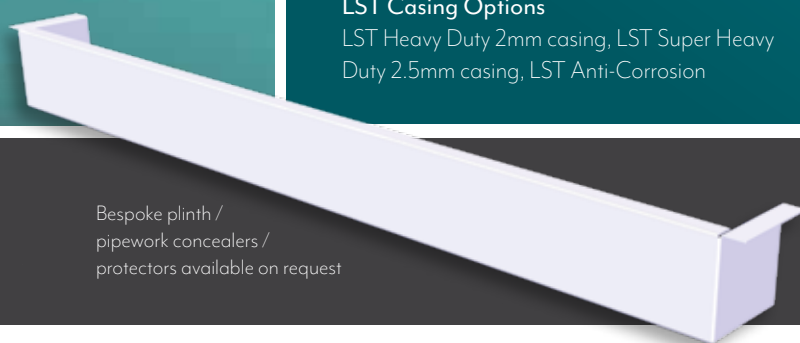 LST Casing Options
LST Heavy Duty 2mm casing, LST Super Heavy
Duty 2.5mm casing, LST Anti-Corrosion
Bespoke plinth /
pipework concealers /
protectors available on request